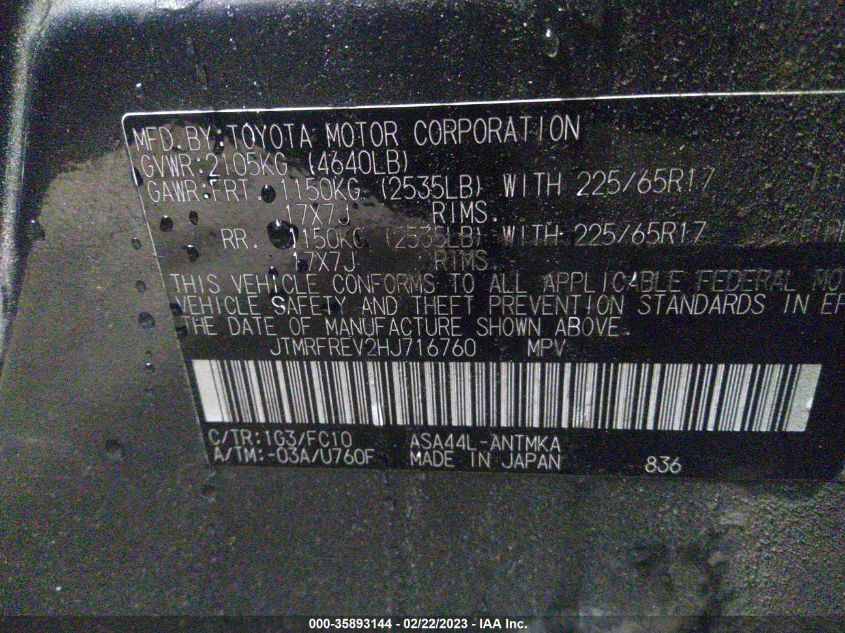 MFD. BY:TOYOTA MOTOR CORPORATION
GVWR:2105KG (4640LB)
GAWR:FRT. 1150KG (2535LB) WITH 225/65R17
17X7J RIMS.
RR. 1150KG (2535LB) WITH 225/65R17
17X7J RIMS.
THIS VEHICLE CONFORMS TO ALL APPLICABLE FEDERAL MO
VEHICLE SAFETY AND THEFT PREVENTION STANDARDS IN EF
THE DATE OF MANUFACTURE SHOWN ABOVE.
JTMRFREV2HJ716760 MPV
C/TR:1G3/FC10 ASA44L-ANTMKA
A/TM:-03A/U760F MADE IN JAPAN 836
000-35893144 - 02/22/2023 - IAA Inc.